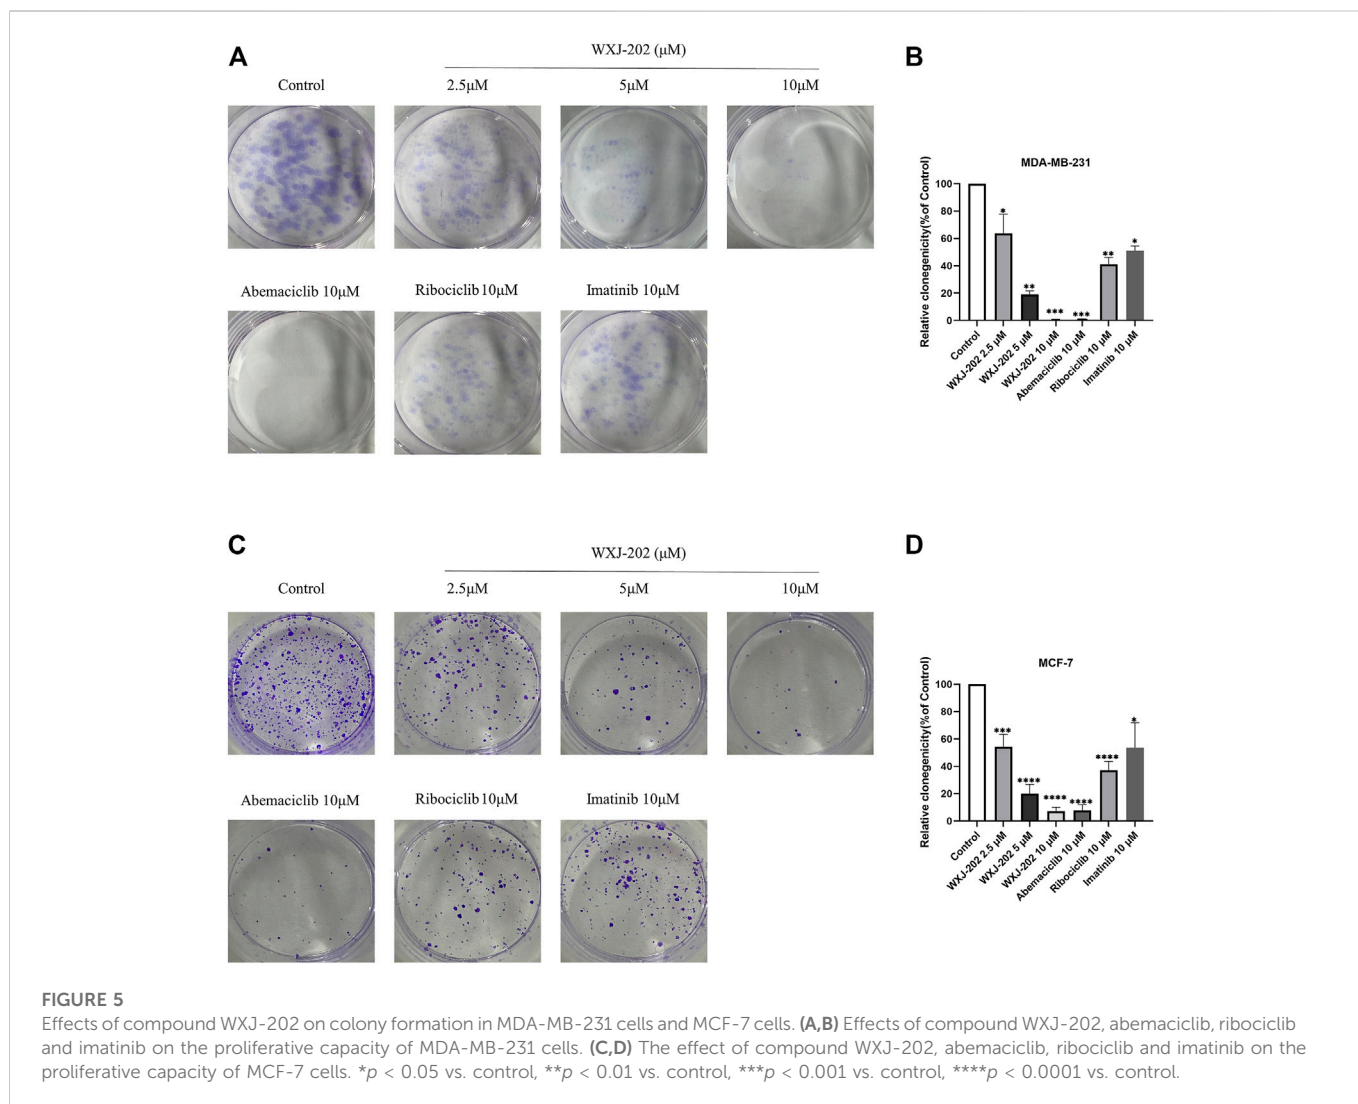 A
WXJ-202 (μM)
Control
2.5μM
5μM
10μM
Abemaciclib 10μM
Ribociclib 10μM
Imatinib 10μM
B
MDA-MB-231
Relative clonegenicity(%of Control)
100
80
60
40
20
0
*
**
***
***
**
*
Control
WXJ-202 2.5 μM
WXJ-202 5 μM
WXJ-202 10 μM
Abemaciclib 10 μM
Ribociclib 10 μM
Imatinib 10 μM
C
WXJ-202 (μM)
Control
2.5μM
5μM
10μM
Abemaciclib 10μM
Ribociclib 10μM
Imatinib 10μM
D
MCF-7
Relative clonegenicity(%of Control)
100
80
60
40
20
0
***
****
****
****
****
*
Control
WXJ-202 2.5 μM
WXJ-202 5 μM
WXJ-202 10 μM
Abemaciclib 10 μM
Ribociclib 10 μM
Imatinib 10 μM
FIGURE 5
Effects of compound WXJ-202 on colony formation in MDA-MB-231 cells and MCF-7 cells. (A,B) Effects of compound WXJ-202, abemaciclib, ribociclib
and imatinib on the proliferative capacity of MDA-MB-231 cells. (C,D) The effect of compound WXJ-202, abemaciclib, ribociclib and imatinib on the
proliferative capacity of MCF-7 cells. *p < 0.05 vs. control, **p < 0.01 vs. control, ***p < 0.001 vs. control, ****p < 0.0001 vs. control.